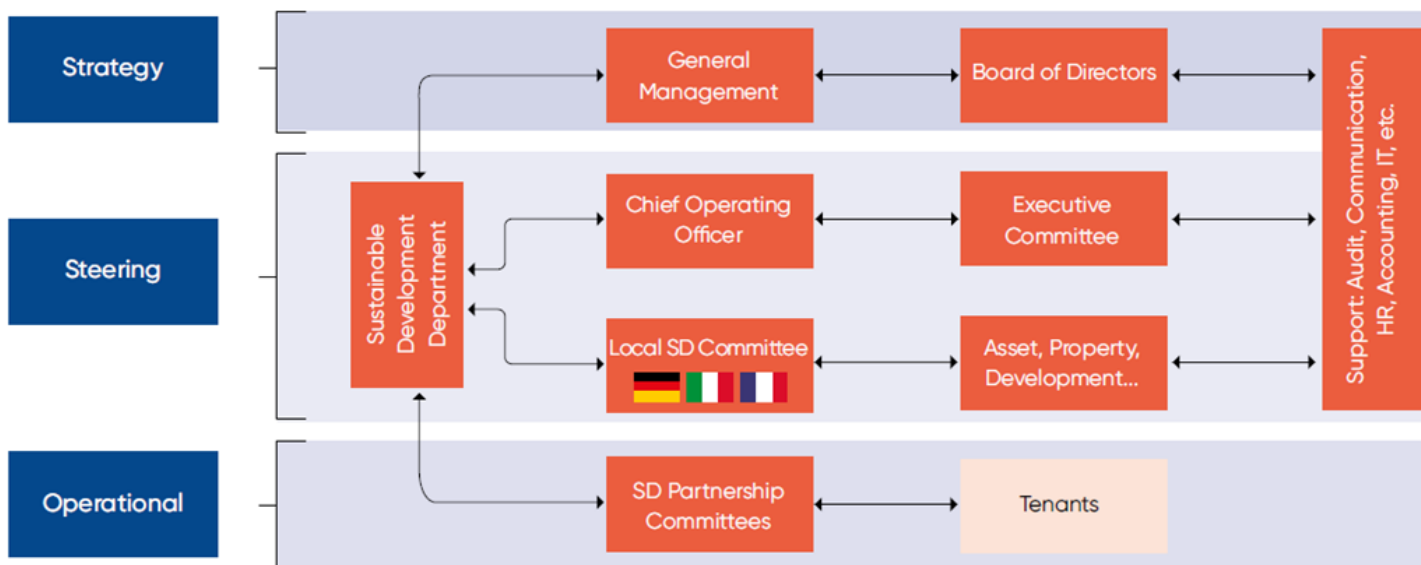 Strategy
General
Management
Board of Directors
Support: Audit, Communication,
HR, Accounting, IT, etc.
Steering
Sustainable
Development
Department
Chief Operating
Officer
Executive
Committee
Local SD Committee
Asset, Property,
Development...
Operational
SD Partnership
Committees
Tenants